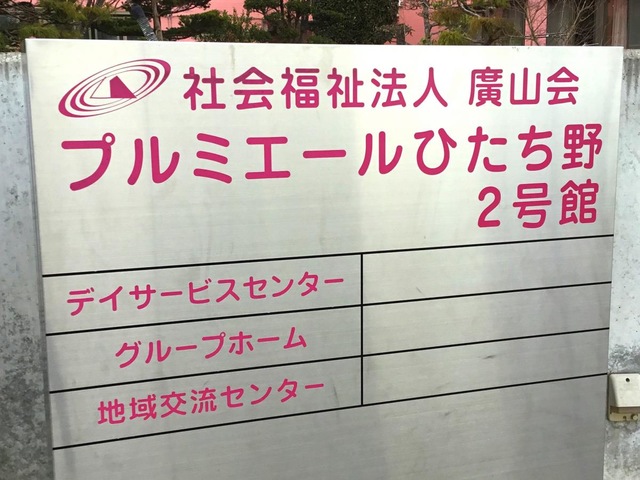 社会福祉法人 廣山会
プルミエールひたち野
2号館
デイサービスセンター
グループホーム
地域交流センター